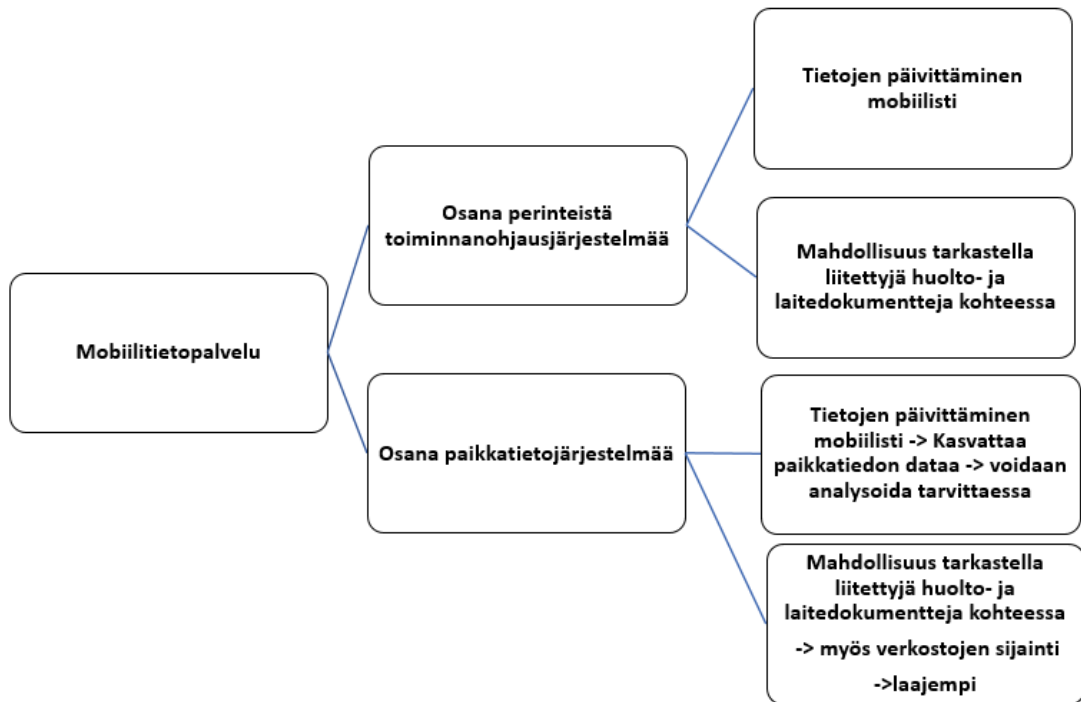 Mobiilitietopalvelu
Osana perinteistä
toiminnanohjausjärjestelmää
Tietojen päivittäminen
mobiilisti
Mahdollisuus tarkastella
liitettyjä huolto- ja
laitedokumentteja kohteessa
Osana paikkatietojärjestelmää
Tietojen päivittäminen
mobiilisti -> Kasvattaa
paikkatiedon dataa -> voidaan
analysoida tarvittaessa
Mahdollisuus tarkastella
liitettyjä huolto- ja
laitedokumentteja kohteessa
-> myös verkostojen sijainti
->laajempi